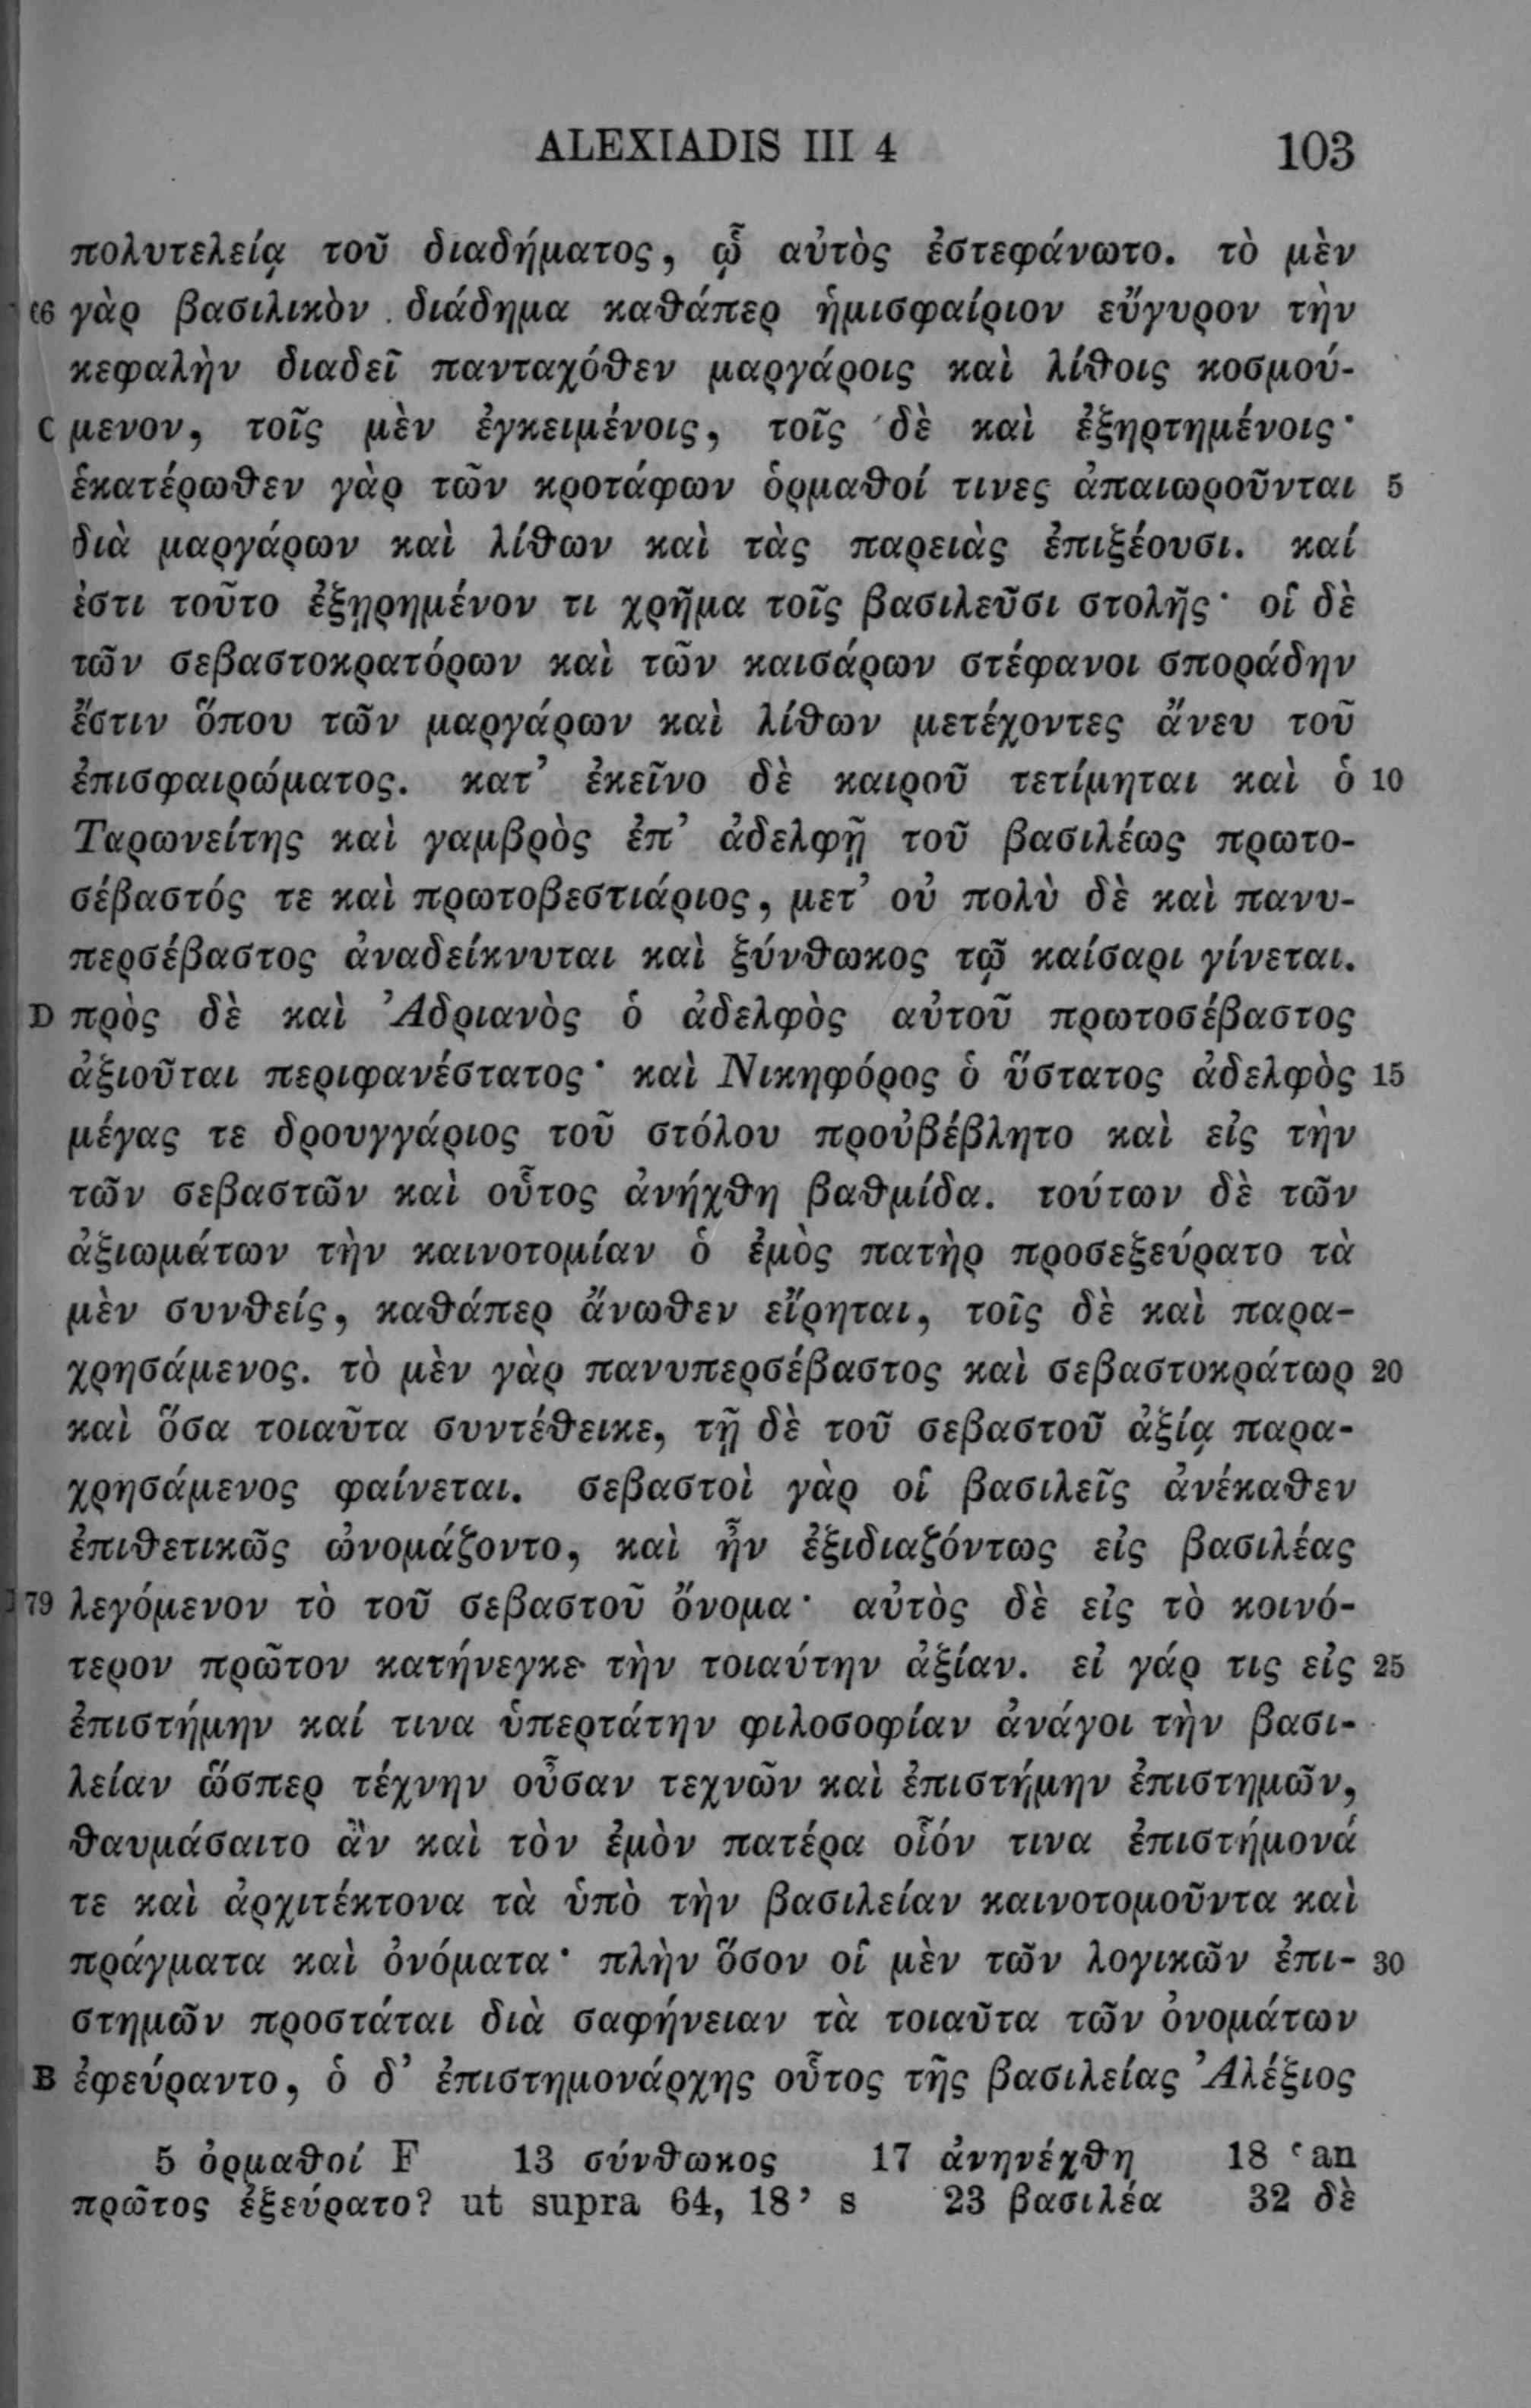 ALEXIADIS III 4 103
πολυτελείᾳ τοῦ διαδήματος, ᾧ αὐτὸς ἐστεφάνωτο. τὸ μὲν
66 γὰρ βασιλικὸν διάδημα καθάπερ ἡμισφαίριον εὔγυρον τὴν
κεφαλὴν διαδεῖ πανταχόθεν μαργάροις καὶ λίθοις κοσμού-
C μενον, τοῖς μὲν ἐγκειμένοις, τοῖς δὲ καὶ ἐξηρτημένοις·
ἑκατέρωθεν γὰρ τῶν κροτάφων ὁρμαθοί τινες ἀπαιωροῦνται 5
διὰ μαργάρων καὶ λίθων καὶ τὰς παρειὰς ἐπιξέουσι. καί
ἐστι τοῦτο ἐξῃρημένον τι χρῆμα τοῖς βασιλεῦσι στολῆς· οἱ δὲ
τῶν σεβαστοκρατόρων καὶ τῶν καισάρων στέφανοι σποράδην
ἔστιν ὅπου τῶν μαργάρων καὶ λίθων μετέχοντες ἄνευ τοῦ
ἐπισφαιρώματος. κατ’ ἐκεῖνο δὲ καιροῦ τετίμηται καὶ ὁ 10
Ταρωνείτης καὶ γαμβρὸς ἐπ’ ἀδελφῇ τοῦ βασιλέως πρωτο-
σέβαστός τε καὶ πρωτοβεστιάριος, μετ’ οὐ πολὺ δὲ καὶ πανυ-
περσέβαστος ἀναδείκνυται καὶ ξύνθωκος τῷ καίσαρι γίνεται.
D πρὸς δὲ καὶ Ἀδριανὸς ὁ ἀδελφὸς αὐτοῦ πρωτοσέβαστος
ἀξιοῦται περιφανέστατος· καὶ Νικηφόρος ὁ ὕστατος ἀδελφὸς 15
μέγας τε δρουγγάριος τοῦ στόλου προὐβέβλητο καὶ εἰς τὴν
τῶν σεβαστῶν καὶ οὗτος ἀνήχθη βαθμίδα. τούτων δὲ τῶν
ἀξιωμάτων τὴν καινοτομίαν ὁ ἐμὸς πατὴρ προσεξεύρατο τὰ
μὲν συνθείς, καθάπερ ἄνωθεν εἴρηται, τοῖς δὲ καὶ παρα-
χρησάμενος. τὸ μὲν γὰρ πανυπερσέβαστος καὶ σεβαστοκράτωρ 20
καὶ ὅσα τοιαῦτα συντέθεικε, τῇ δὲ τοῦ σεβαστοῦ ἀξίᾳ παρα-
χρησάμενος φαίνεται. σεβαστοὶ γὰρ οἱ βασιλεῖς ἀνέκαθεν
ἐπιθετικῶς ὠνομάζοντο, καὶ ἦν ἐξιδιαζόντως εἰς βασιλέας
79 λεγόμενον τὸ τοῦ σεβαστοῦ ὄνομα· αὐτὸς δὲ εἰς τὸ κοινό-
τερον πρῶτον κατήνεγκε τὴν τοιαύτην ἀξίαν. εἰ γάρ τις εἰς 25
ἐπιστήμην καί τινα ὑπερτάτην φιλοσοφίαν ἀνάγοι τὴν βασι-
λείαν ὥσπερ τέχνην οὖσαν τεχνῶν καὶ ἐπιστήμην ἐπιστημῶν,
θαυμάσαιτο ἂν καὶ τὸν ἐμὸν πατέρα οἷόν τινα ἐπιστήμονά
τε καὶ ἀρχιτέκτονα τὰ ὑπὸ τὴν βασιλείαν καινοτομοῦντα καὶ
πράγματα καὶ ὀνόματα· πλὴν ὅσον οἱ μὲν τῶν λογικῶν ἐπι- 30
στημῶν προστάται διὰ σαφήνειαν τὰ τοιαῦτα τῶν ὀνομάτων
B ἐφεύραντο, ὁ δ’ ἐπιστημονάρχης οὗτος τῆς βασιλείας Ἀλέξιος
5 ὀρμαθοί F 13 σύνθωκος 17 ἀνηνέχθη 18 ‘an
πρῶτος ἐξεύρατο? ut supra 64, 18’ s 23 βασιλέα 32 δὲ